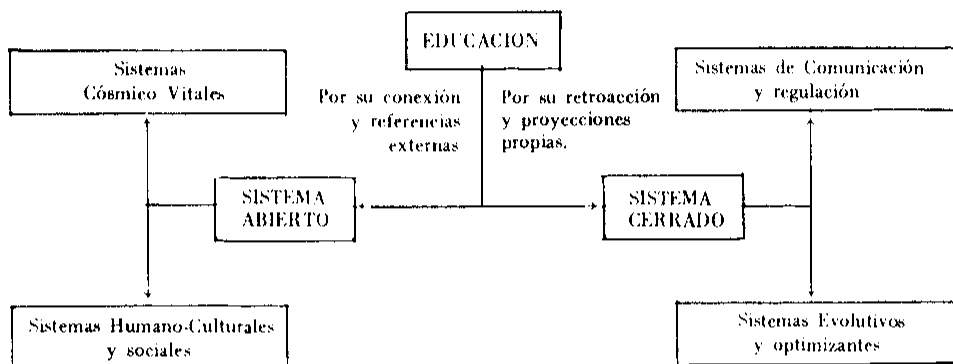 EDUCACION
Sistemas
Cósmico Vitales
Sistemas de Comunicación
y regulación
Por su conexión
y referencias
externas
Por su retroacción
y proyecciones
propias.
SISTEMA
ABIERTO
SISTEMA
CERRADO
Sistemas Humano-Culturales
y sociales
Sistemas Evolutivos
y optimizantes